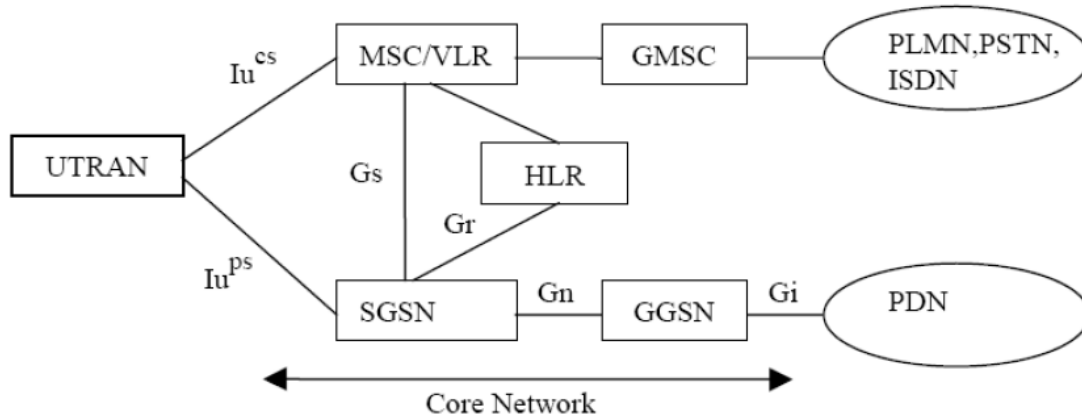 Iu^cs
MSC/VLR
GMSC
PLMN,PSTN,
ISDN
UTRAN
Gs
HLR
Gr
Iu^ps
SGSN
Gn
GGSN
Gi
PDN
Core Network